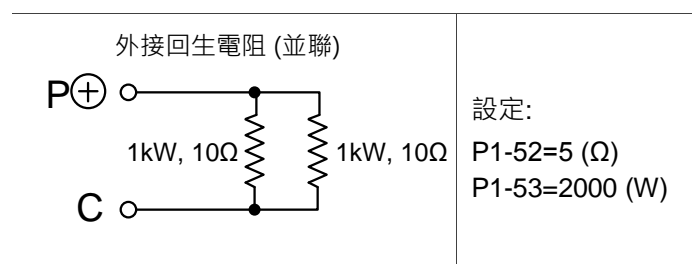 外接回生電阻 (並聯)
P⊕
1kW, 10Ω
1kW, 10Ω
C
設定:
P1-52=5 (Ω)
P1-53=2000 (W)